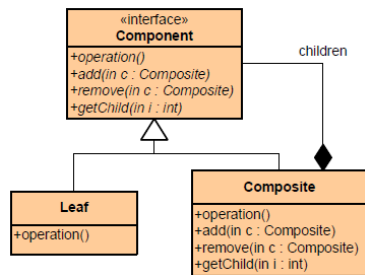 «interface»
Component
+operation()
+add(in c : Composite)
+remove(in c : Composite)
+getChild(in i : int)
children
Leaf
+operation()
Composite
+operation()
+add(in c : Composite)
+remove(in c : Composite)
+getChild(in i : int)